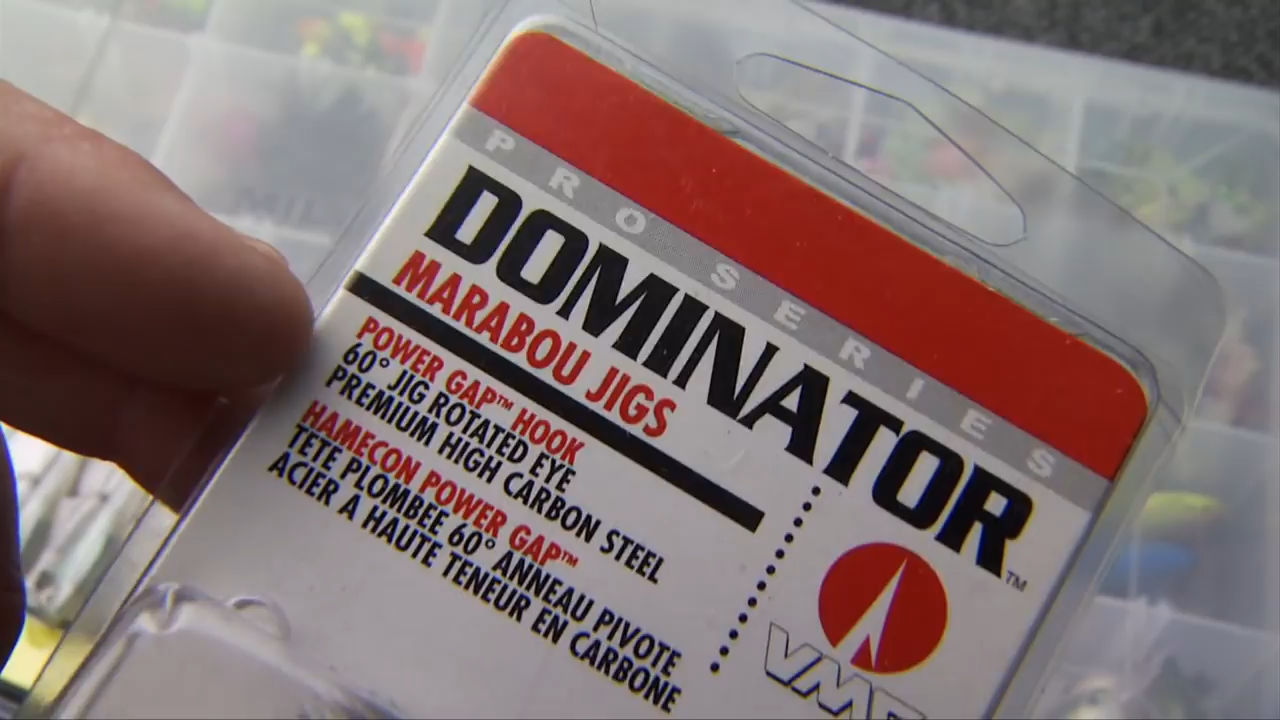 PRO SERIES
DOMINATOR™
MARABOU JIGS
POWER GAP™ HOOK
60° JIG ROTATED EYE
PREMIUM HIGH CARBON STEEL
HAMECON POWER GAP™
TETE PLOMBEE 60° ANNEAU PIVOTE
ACIER A HAUTE TENEUR EN CARBONE